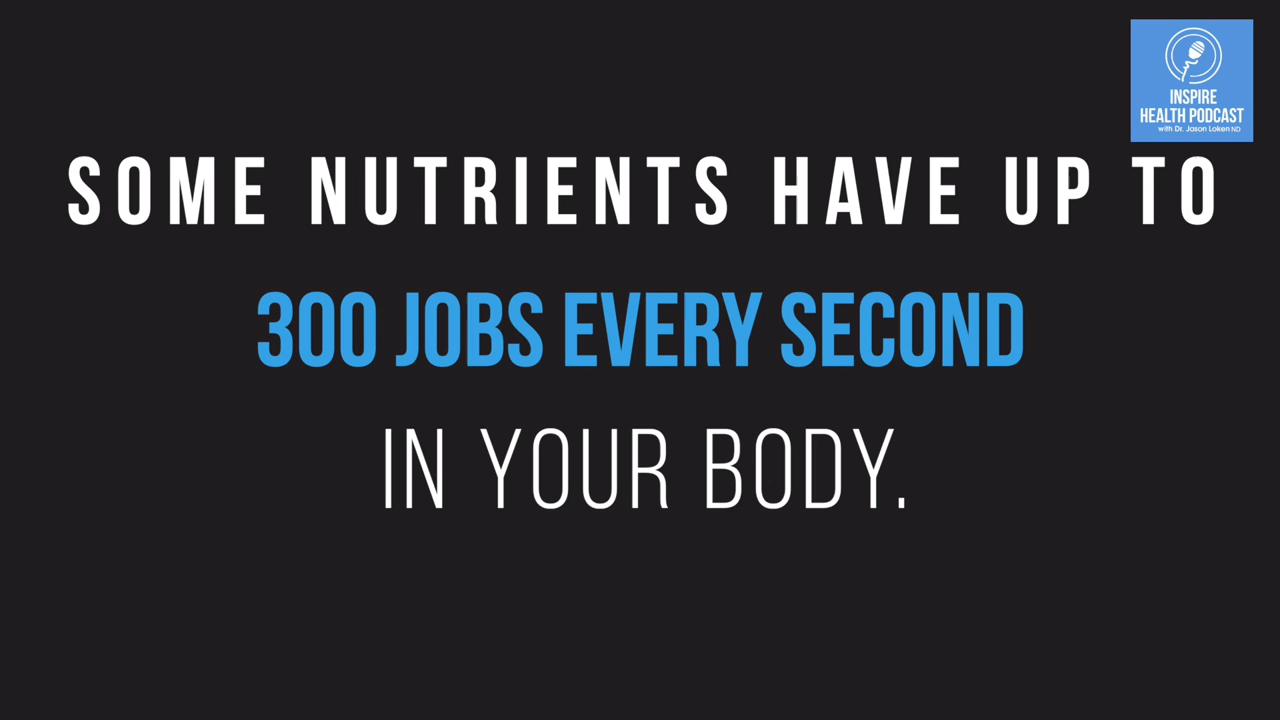 INSPIRE
HEALTH PODCAST
with Dr. Jason Loken ND
SOME NUTRIENTS HAVE UP TO
300 JOBS EVERY SECOND
IN YOUR BODY.